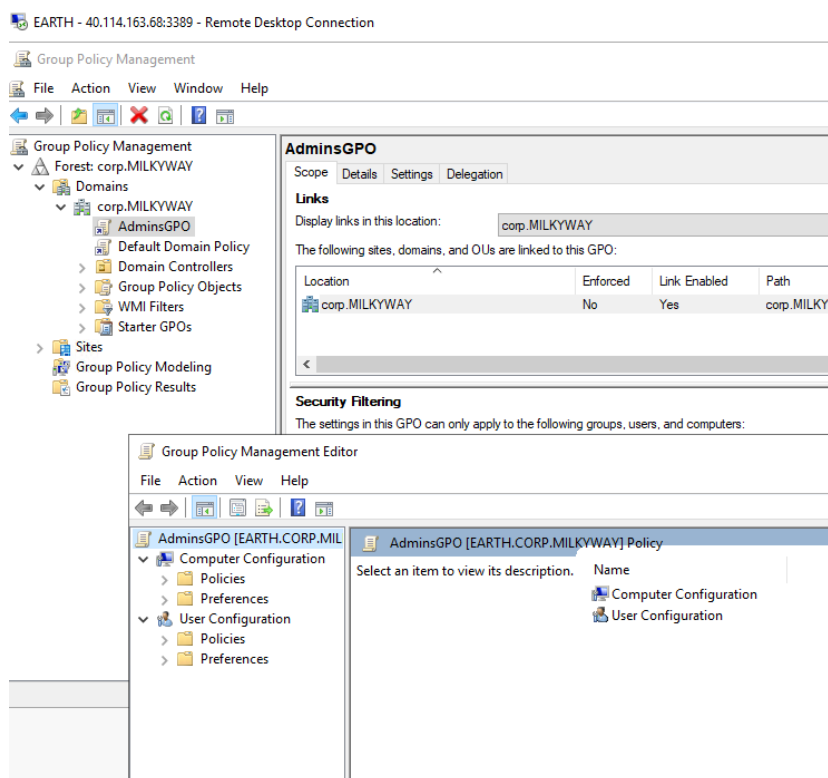 EARTH - 40.114.163.68:3389 - Remote Desktop Connection
Group Policy Management
File Action View Window Help
Group Policy Management
Forest: corp.MILKYWAY
Domains
corp.MILKYWAY
AdminsGPO
Default Domain Policy
Domain Controllers
Group Policy Objects
WMI Filters
Starter GPOs
Sites
Group Policy Modeling
Group Policy Results
AdminsGPO
Scope Details Settings Delegation
Links
Display links in this location: corp.MILKYWAY
The following sites, domains, and OUs are linked to this GPO:
Location Enforced Link Enabled Path
corp.MILKYWAY No Yes corp.MILKY
Security Filtering
The settings in this GPO can only apply to the following groups, users, and computers:
Group Policy Management Editor
File Action View Help
AdminsGPO [EARTH.CORP.MIL
Computer Configuration
Policies
Preferences
User Configuration
Policies
Preferences
AdminsGPO [EARTH.CORP.MILKYWAY] Policy
Select an item to view its description. Name
Computer Configuration
User Configuration